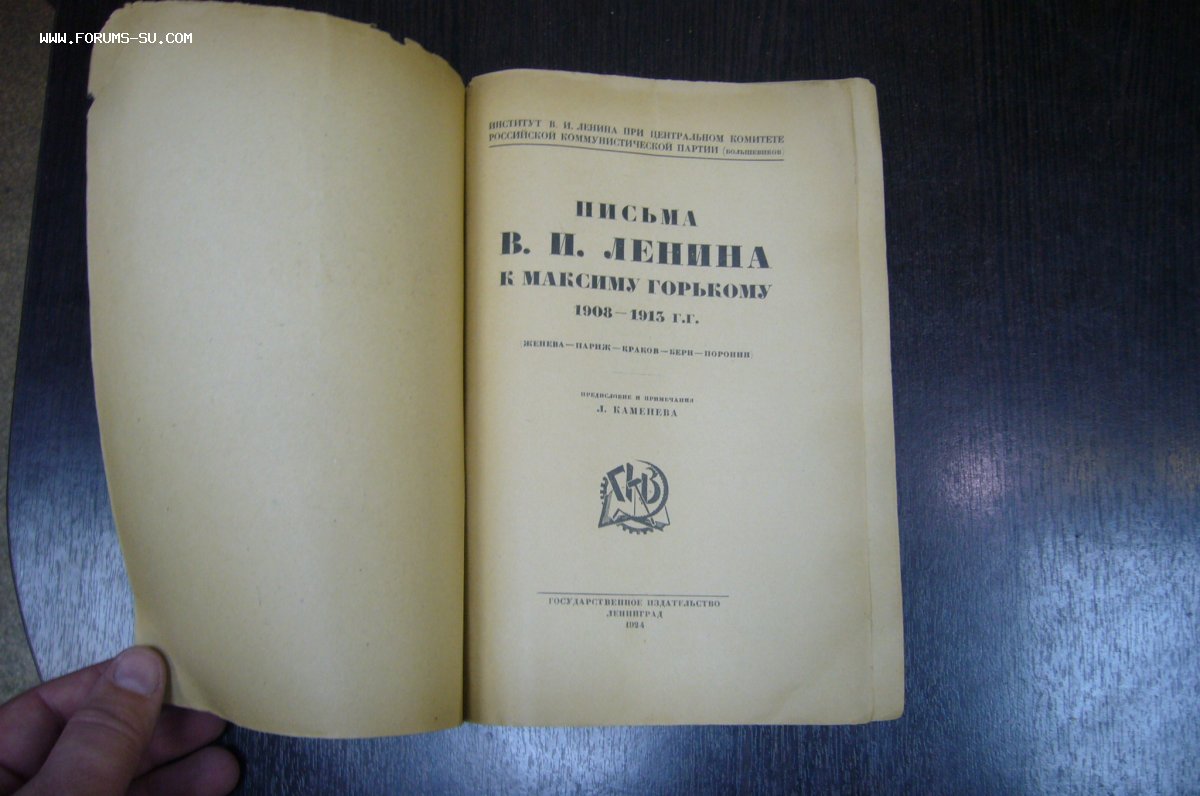 WWW.FORUMS-SU.COM
ИНСТИТУТ В. И. ЛЕНИНА ПРИ ЦЕНТРАЛЬНОМ КОМИТЕТЕ
РОССИЙСКОЙ КОММУНИСТИЧЕСКОЙ ПАРТИИ (БОЛЬШЕВИКОВ)
ПИСЬМА
В. И. ЛЕНИНА
К МАКСИМУ ГОРЬКОМУ
1908—1913 Г.Г.
(ЖЕНЕВА—ПАРИЖ—КРАКОВ—БЕРН—ПОРОНИН)
ПРЕДИСЛОВИЕ И ПРИМЕЧАНИЯ
Л. КАМЕНЕВА
ГИЗ
ГОСУДАРСТВЕННОЕ ИЗДАТЕЛЬСТВО
ЛЕНИНГРАД
1924